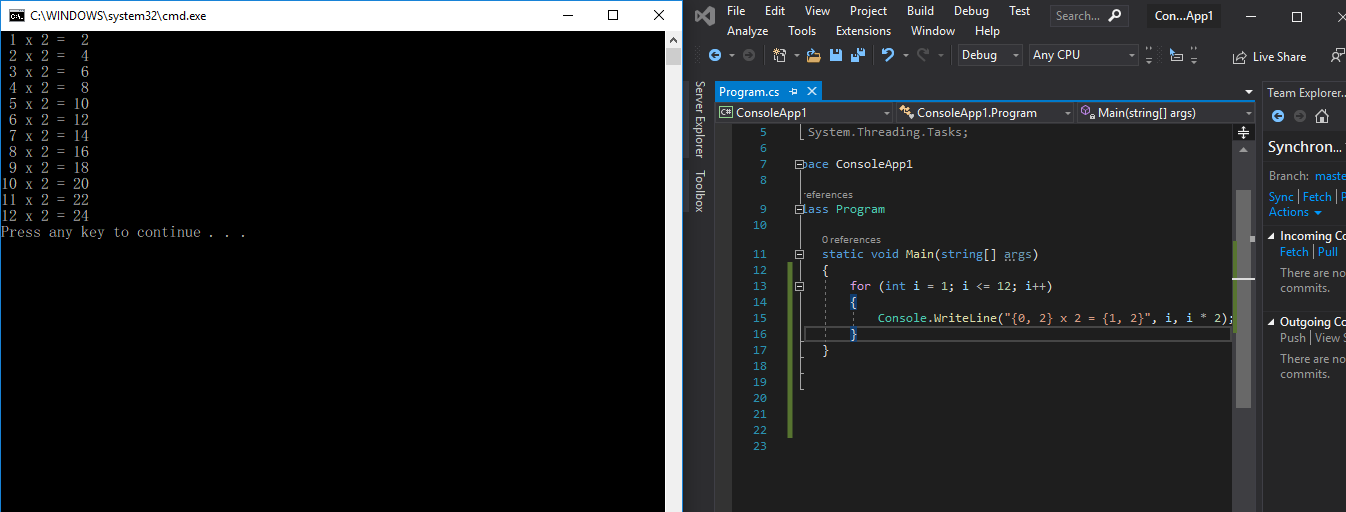 C:\WINDOWS\system32\cmd.exe
1 x 2 =  2
2 x 2 =  4
3 x 2 =  6
4 x 2 =  8
5 x 2 = 10
6 x 2 = 12
7 x 2 = 14
8 x 2 = 16
9 x 2 = 18
10 x 2 = 20
11 x 2 = 22
12 x 2 = 24
Press any key to continue . . .
File Edit View Project Build Debug Test
Analyze Tools Extensions Window Help
Search...
Con...App1
Debug
Any CPU
Live Share
Server Explorer
Toolbox
Program.cs
ConsoleApp1
ConsoleApp1.Program
Main(string[] args)
5 System.Threading.Tasks;
6
7 pace ConsoleApp1
8
references
9 lass Program
10
0 references
11 static void Main(string[] args)
12 {
13 for (int i = 1; i <= 12; i++)
14 {
15 Console.WriteLine("{0, 2} x 2 = {1, 2}", i, i * 2);
16 }
17 }
18
19
20
21
22
23
Team Explorer...
Synchron...
Branch: maste
Sync | Fetch | P
Actions
Incoming Co
Fetch | Pull
There are no
commits.
Outgoing Co
Push | View S
There are no
commits.